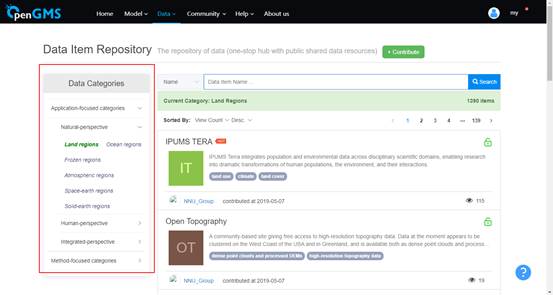 OpenGMS Home Model Data Community Help About us my
Data Item Repository The repository of data (one-stop hub with public shared data resources) + Contribute
Data Categories
Application-focused categories
Natural-perspective
Land regions Ocean regions
Frozen regions
Atmospheric regions
Space-earth regions
Solid-earth regions
Human-perspective
Integrated-perspective
Method-focused categories
Name Data Item Name ... Search
Current Category: Land Regions 1390 items
Sorted By: View Count Desc. < 1 2 3 4 ... 139 >
IPUMS TERA HOT
IT
IPUMS Terra integrates population and environmental data across disciplinary scientific domains, enabling research
into dramatic transformations of human populations, the environment, and their interactions.
land use climate land cover
NNU_Group contributed at 2019-05-07 115
Open Topography
OT
A community-based site giving free access to high-resolution topography data. Data at the moment appears to be
clustered on the West Coast of the USA and in Greenland, and is available both as dense point clouds and process...
dense point clouds and processed DEMs high-resolution topography data
NNU_Group contributed at 2019-05-07 19
?